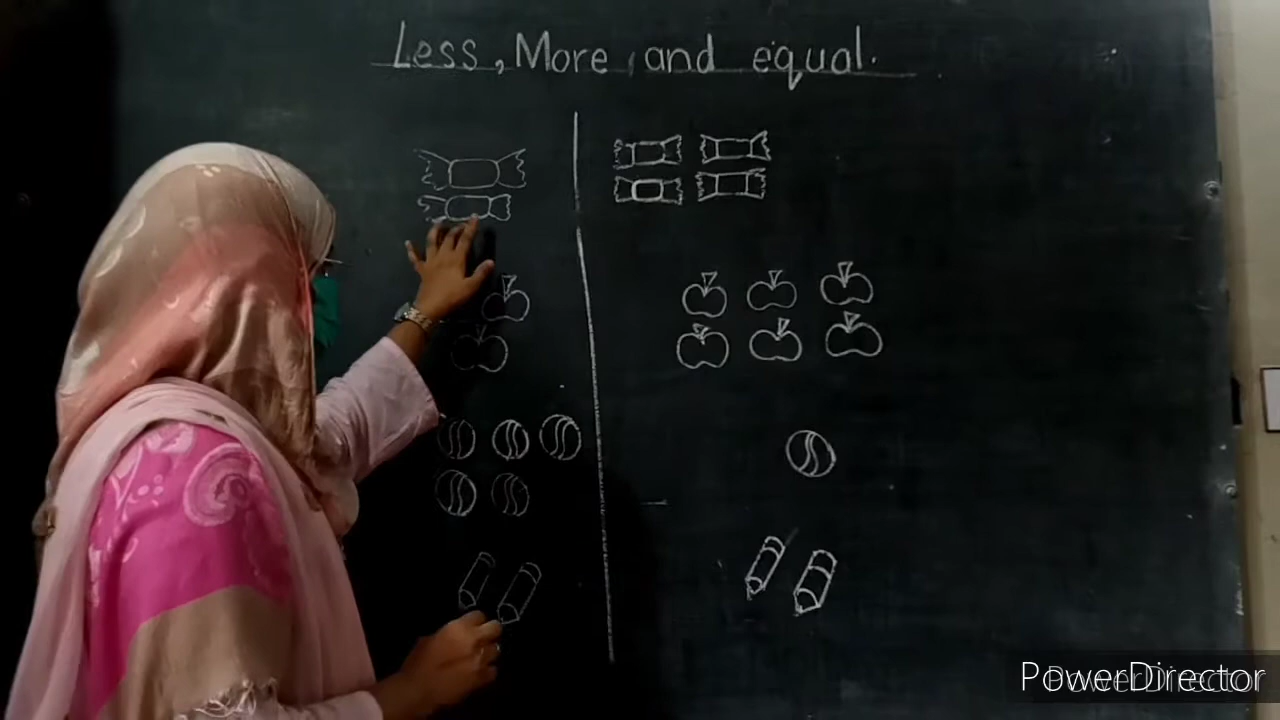 Less, More, and equal.
PowerDirector